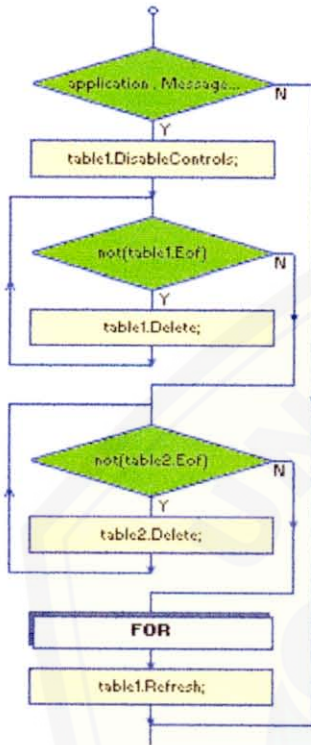 application . Message...
N
Y
table1.DisableControls;
not(table1.Eof)
N
Y
table1.Delete;
not(table2.Eof)
N
Y
table2.Delete;
FOR
table1.Refresh;